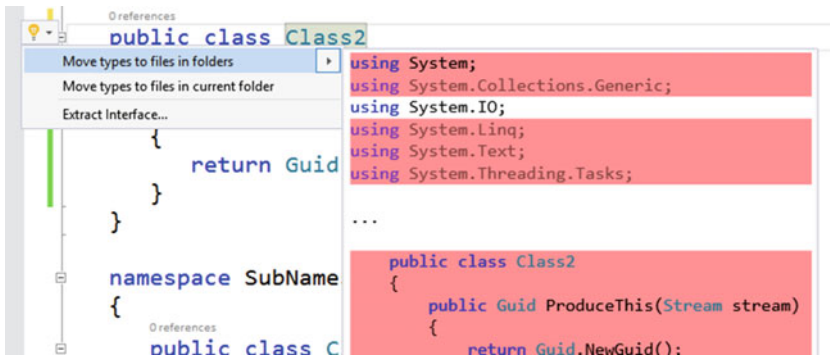 0 references
public class Class2
Move types to files in folders
Move types to files in current folder
Extract Interface...
{
return Guid
}
}
namespace SubName
{
0 references
public class C
using System;
using System.Collections.Generic;
using System.IO;
using System.Linq;
using System.Text;
using System.Threading.Tasks;
...
public class Class2
{
public Guid ProduceThis(Stream stream)
{
return Guid.NewGuid();